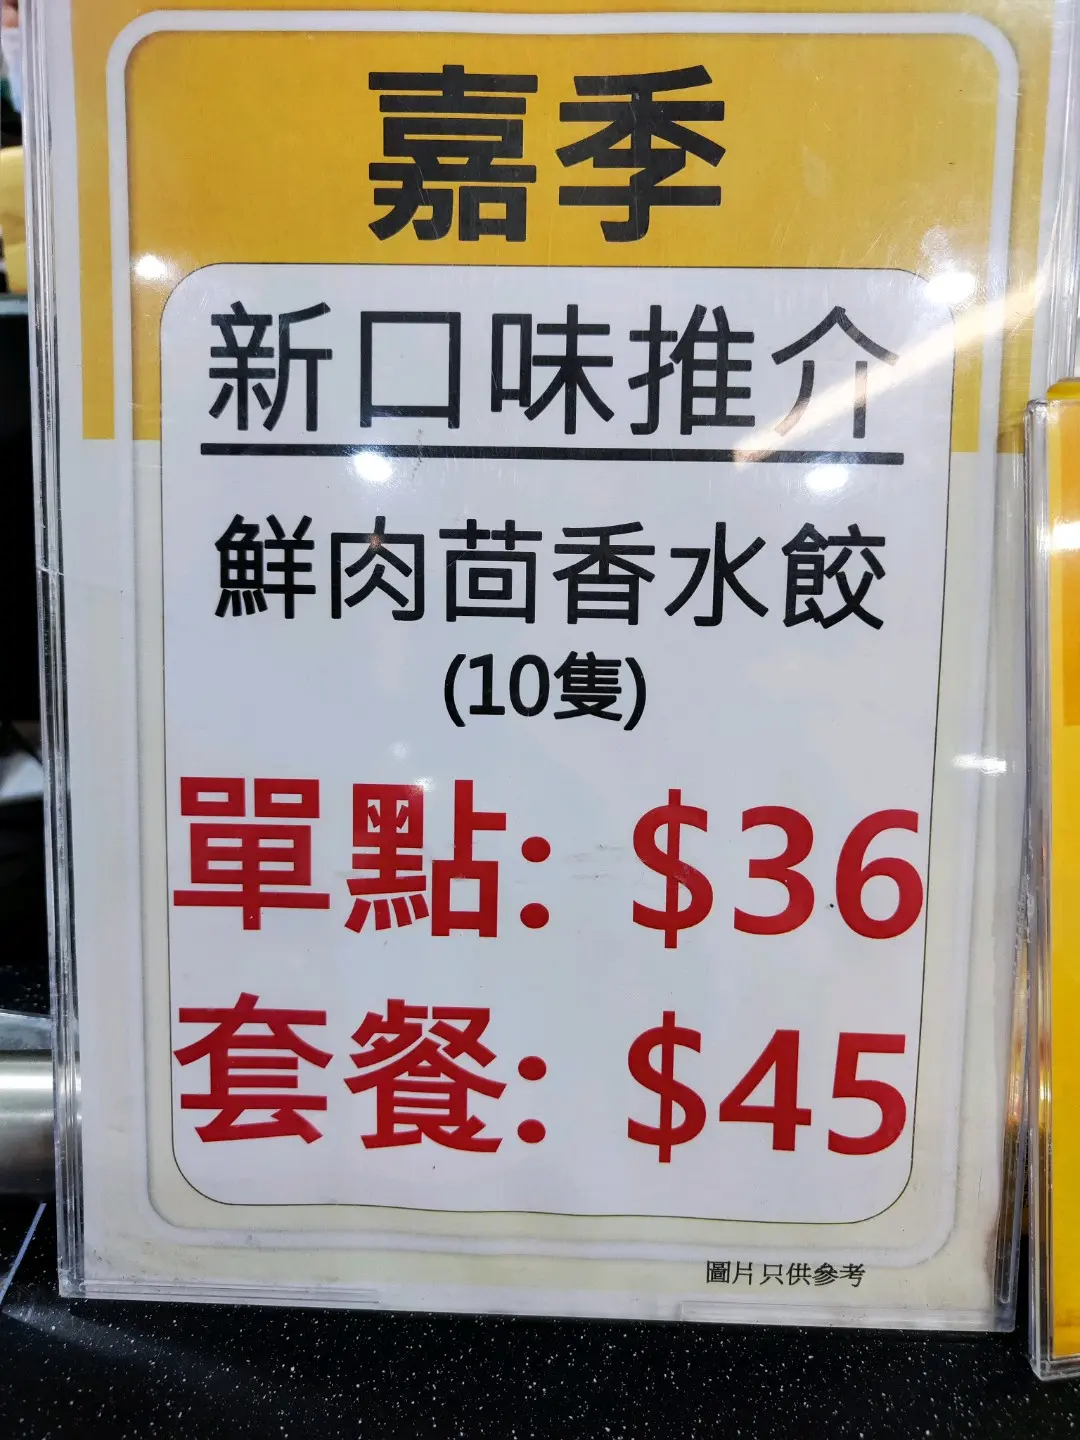 嘉季
新口味推介
鮮肉茴香水餃
(10隻)
單點: $36
套餐: $45
圖片只供參考